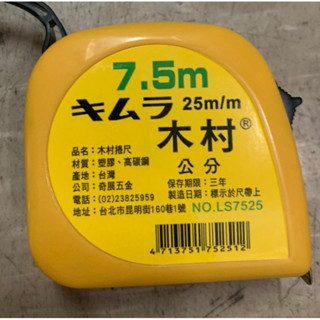 7.5m
キムラ 25m/m
木村®
公分
品名：木村捲尺
材質：塑膠、高碳鋼
產地：台灣
公司：奇展五金
電話：(02)23825959
地址：台北市昆明街160巷1號
保存期限：三年
製造日期：標示於尺帶上
NO.LS7525
4 713751 752512